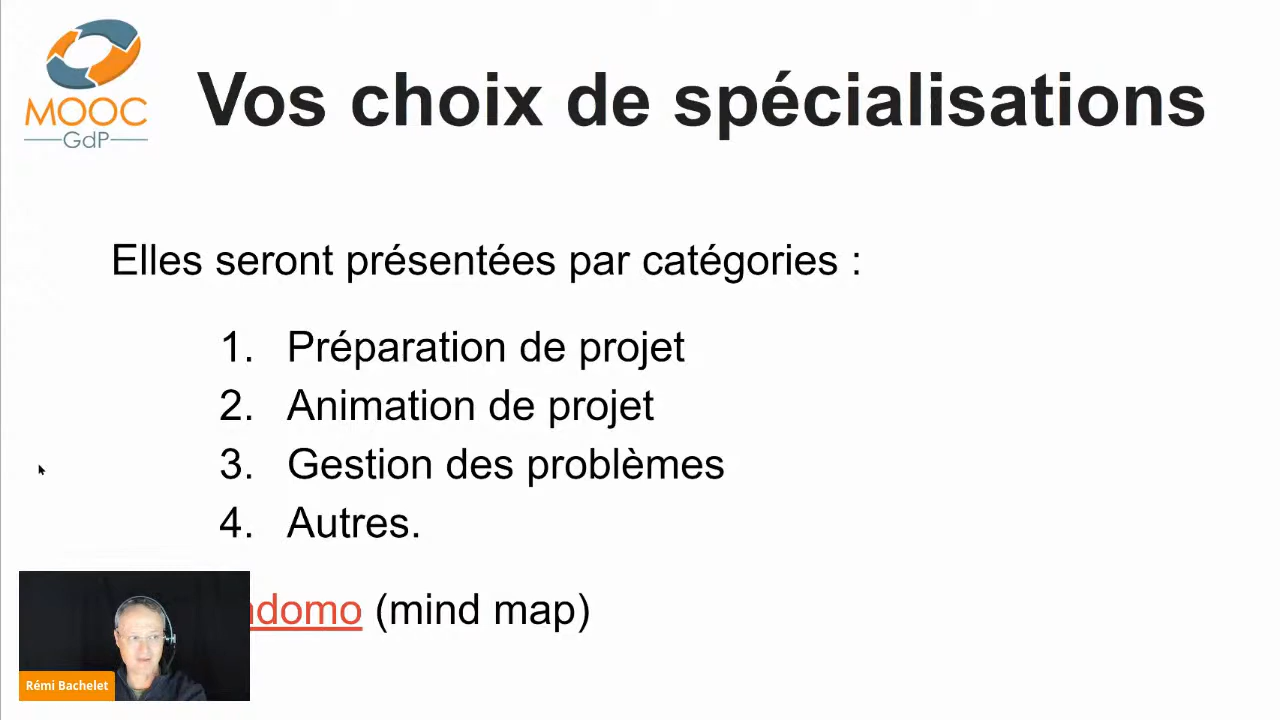 MOOC
GdP
Vos choix de spécialisations
Elles seront présentées par catégories :
1. Préparation de projet
2. Animation de projet
3. Gestion des problèmes
4. Autres.
(mind map)
Rémi Bachelet